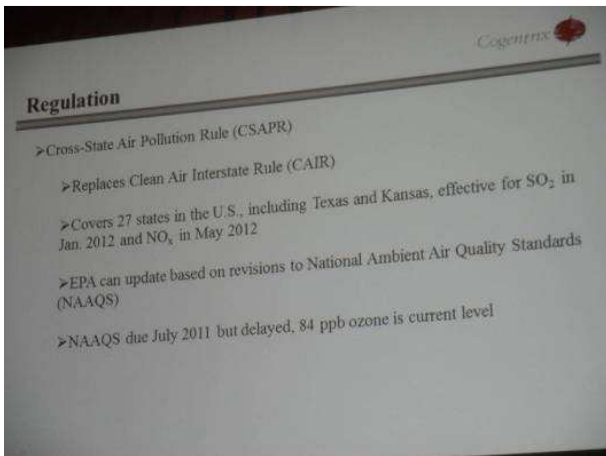 Cogentrix
Regulation
➢Cross-State Air Pollution Rule (CSAPR)
➢Replaces Clean Air Interstate Rule (CAIR)
➢Covers 27 states in the U.S., including Texas and Kansas, effective for SO₂ in
Jan. 2012 and NOₓ in May 2012
➢EPA can update based on revisions to National Ambient Air Quality Standards
(NAAQS)
➢NAAQS due July 2011 but delayed, 84 ppb ozone is current level